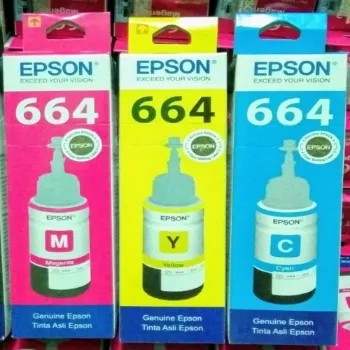 EPSON
EXCEED YOUR VISION
664
EPSON
M
Magenta
Genuine Epson
Tinta Asli Epson
EPSON
EXCEED YOUR VISION
664
EPSON
Y
Yellow
Genuine Epson
Tinta Asli Epson
EPSON
EXCEED YOUR VISION
664
EPSON
C
Cyan
Genuine Epson
Tinta Asli Epson